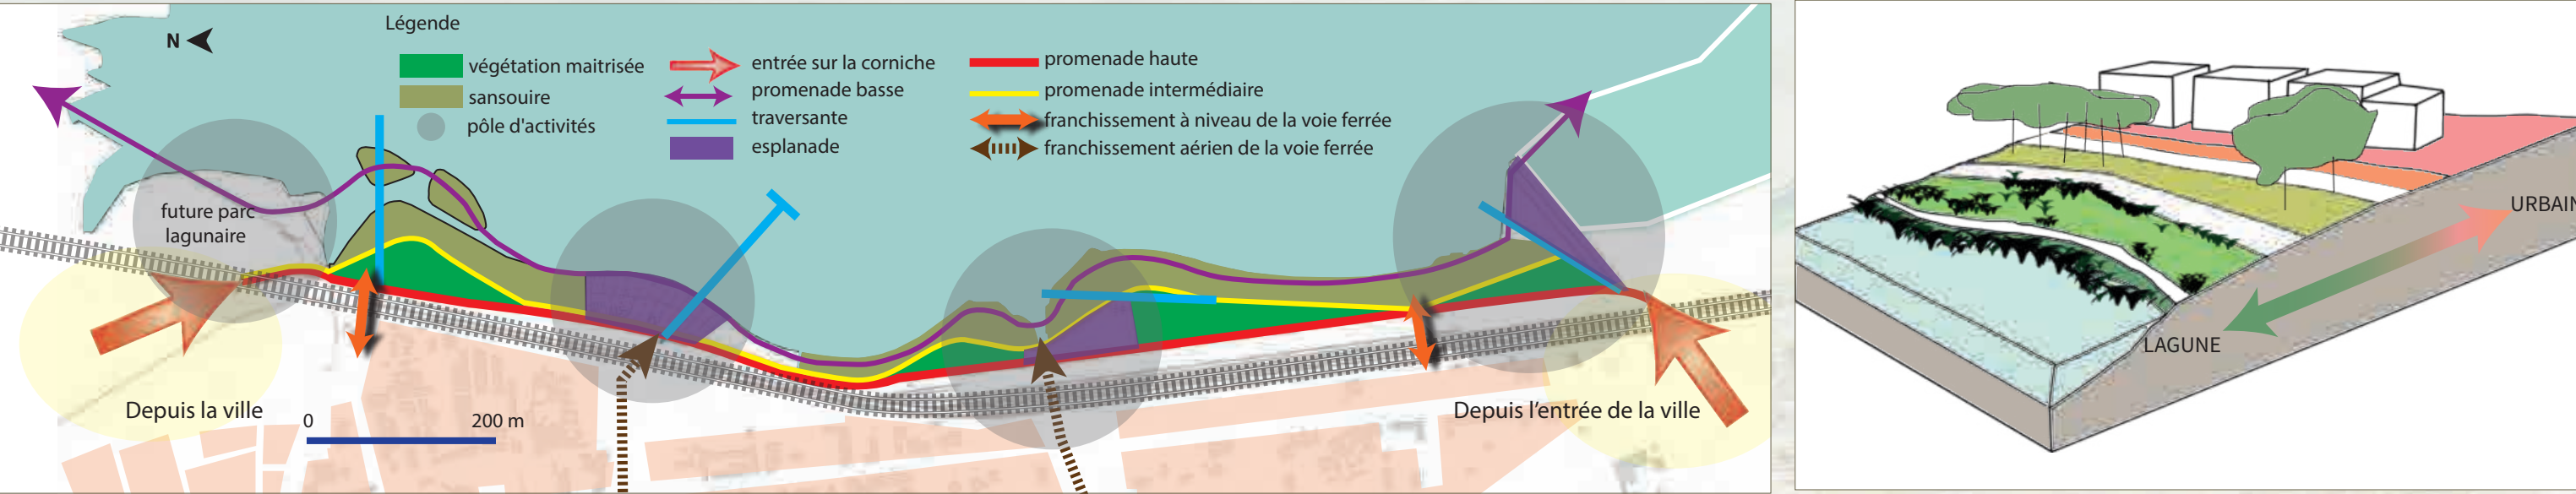 N
Légende
végétation maitrisée
sansouire
pôle d'activités
entrée sur la corniche
promenade basse
traversante
esplanade
promenade haute
promenade intermédiaire
franchissement à niveau de la voie ferrée
franchissement aérien de la voie ferrée
future parc
lagunaire
Depuis la ville
0 200 m
Depuis l'entrée de la ville
URBAIN
LAGUNE